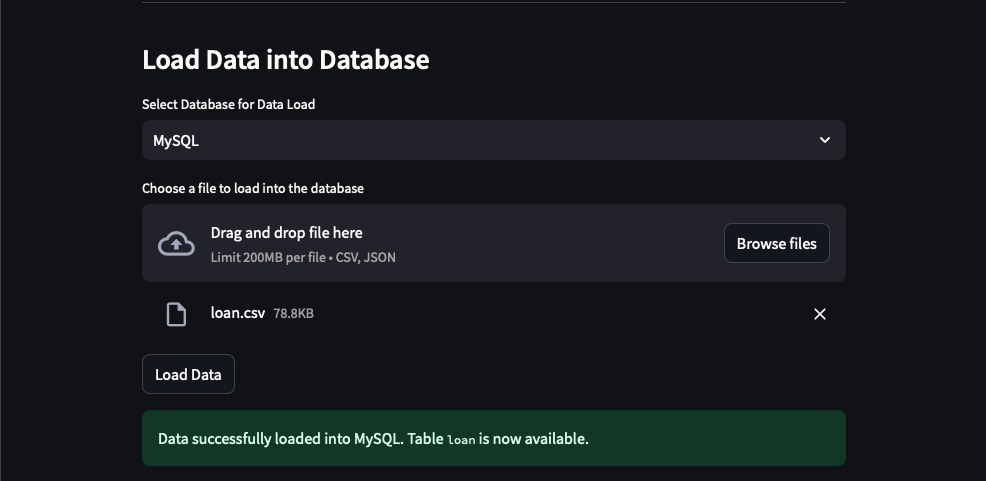 Load Data into Database
Select Database for Data Load
MySQL
Choose a file to load into the database
Drag and drop file here
Limit 200MB per file • CSV, JSON
Browse files
loan.csv 78.8KB
Load Data
Data successfully loaded into MySQL. Table loan is now available.